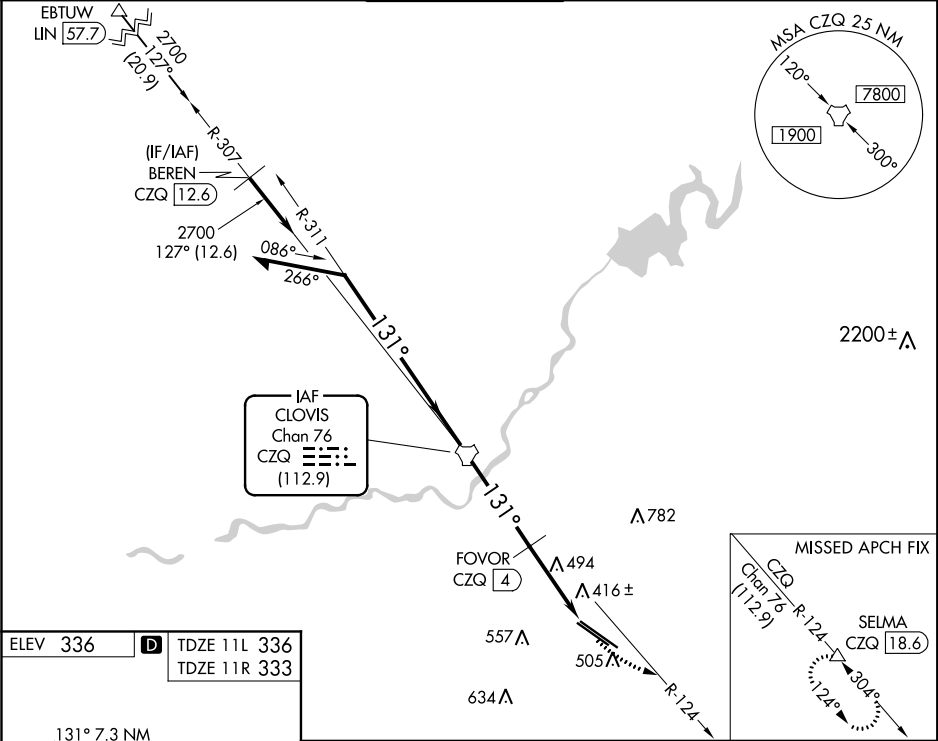 EBTUW
LIN 57.7
2700
127°
(20.9)
R-307
(IF/IAF)
BEREN
CZQ 12.6
2700
127° (12.6)
R-311
086°
266°
131°
MSA CZQ 25 NM
120°
7800
1900
300°
2200±
IAF
CLOVIS
Chan 76
CZQ
(112.9)
131°
782
FOVOR
CZQ 4
494
416±
557
505
634
R-124
MISSED APCH FIX
CZQ
Chan 76
(112.9)
R-124
SELMA
CZQ 18.6
304°
124°
ELEV 336
D
TDZE 11L 336
TDZE 11R 333
131° 7.3 NM